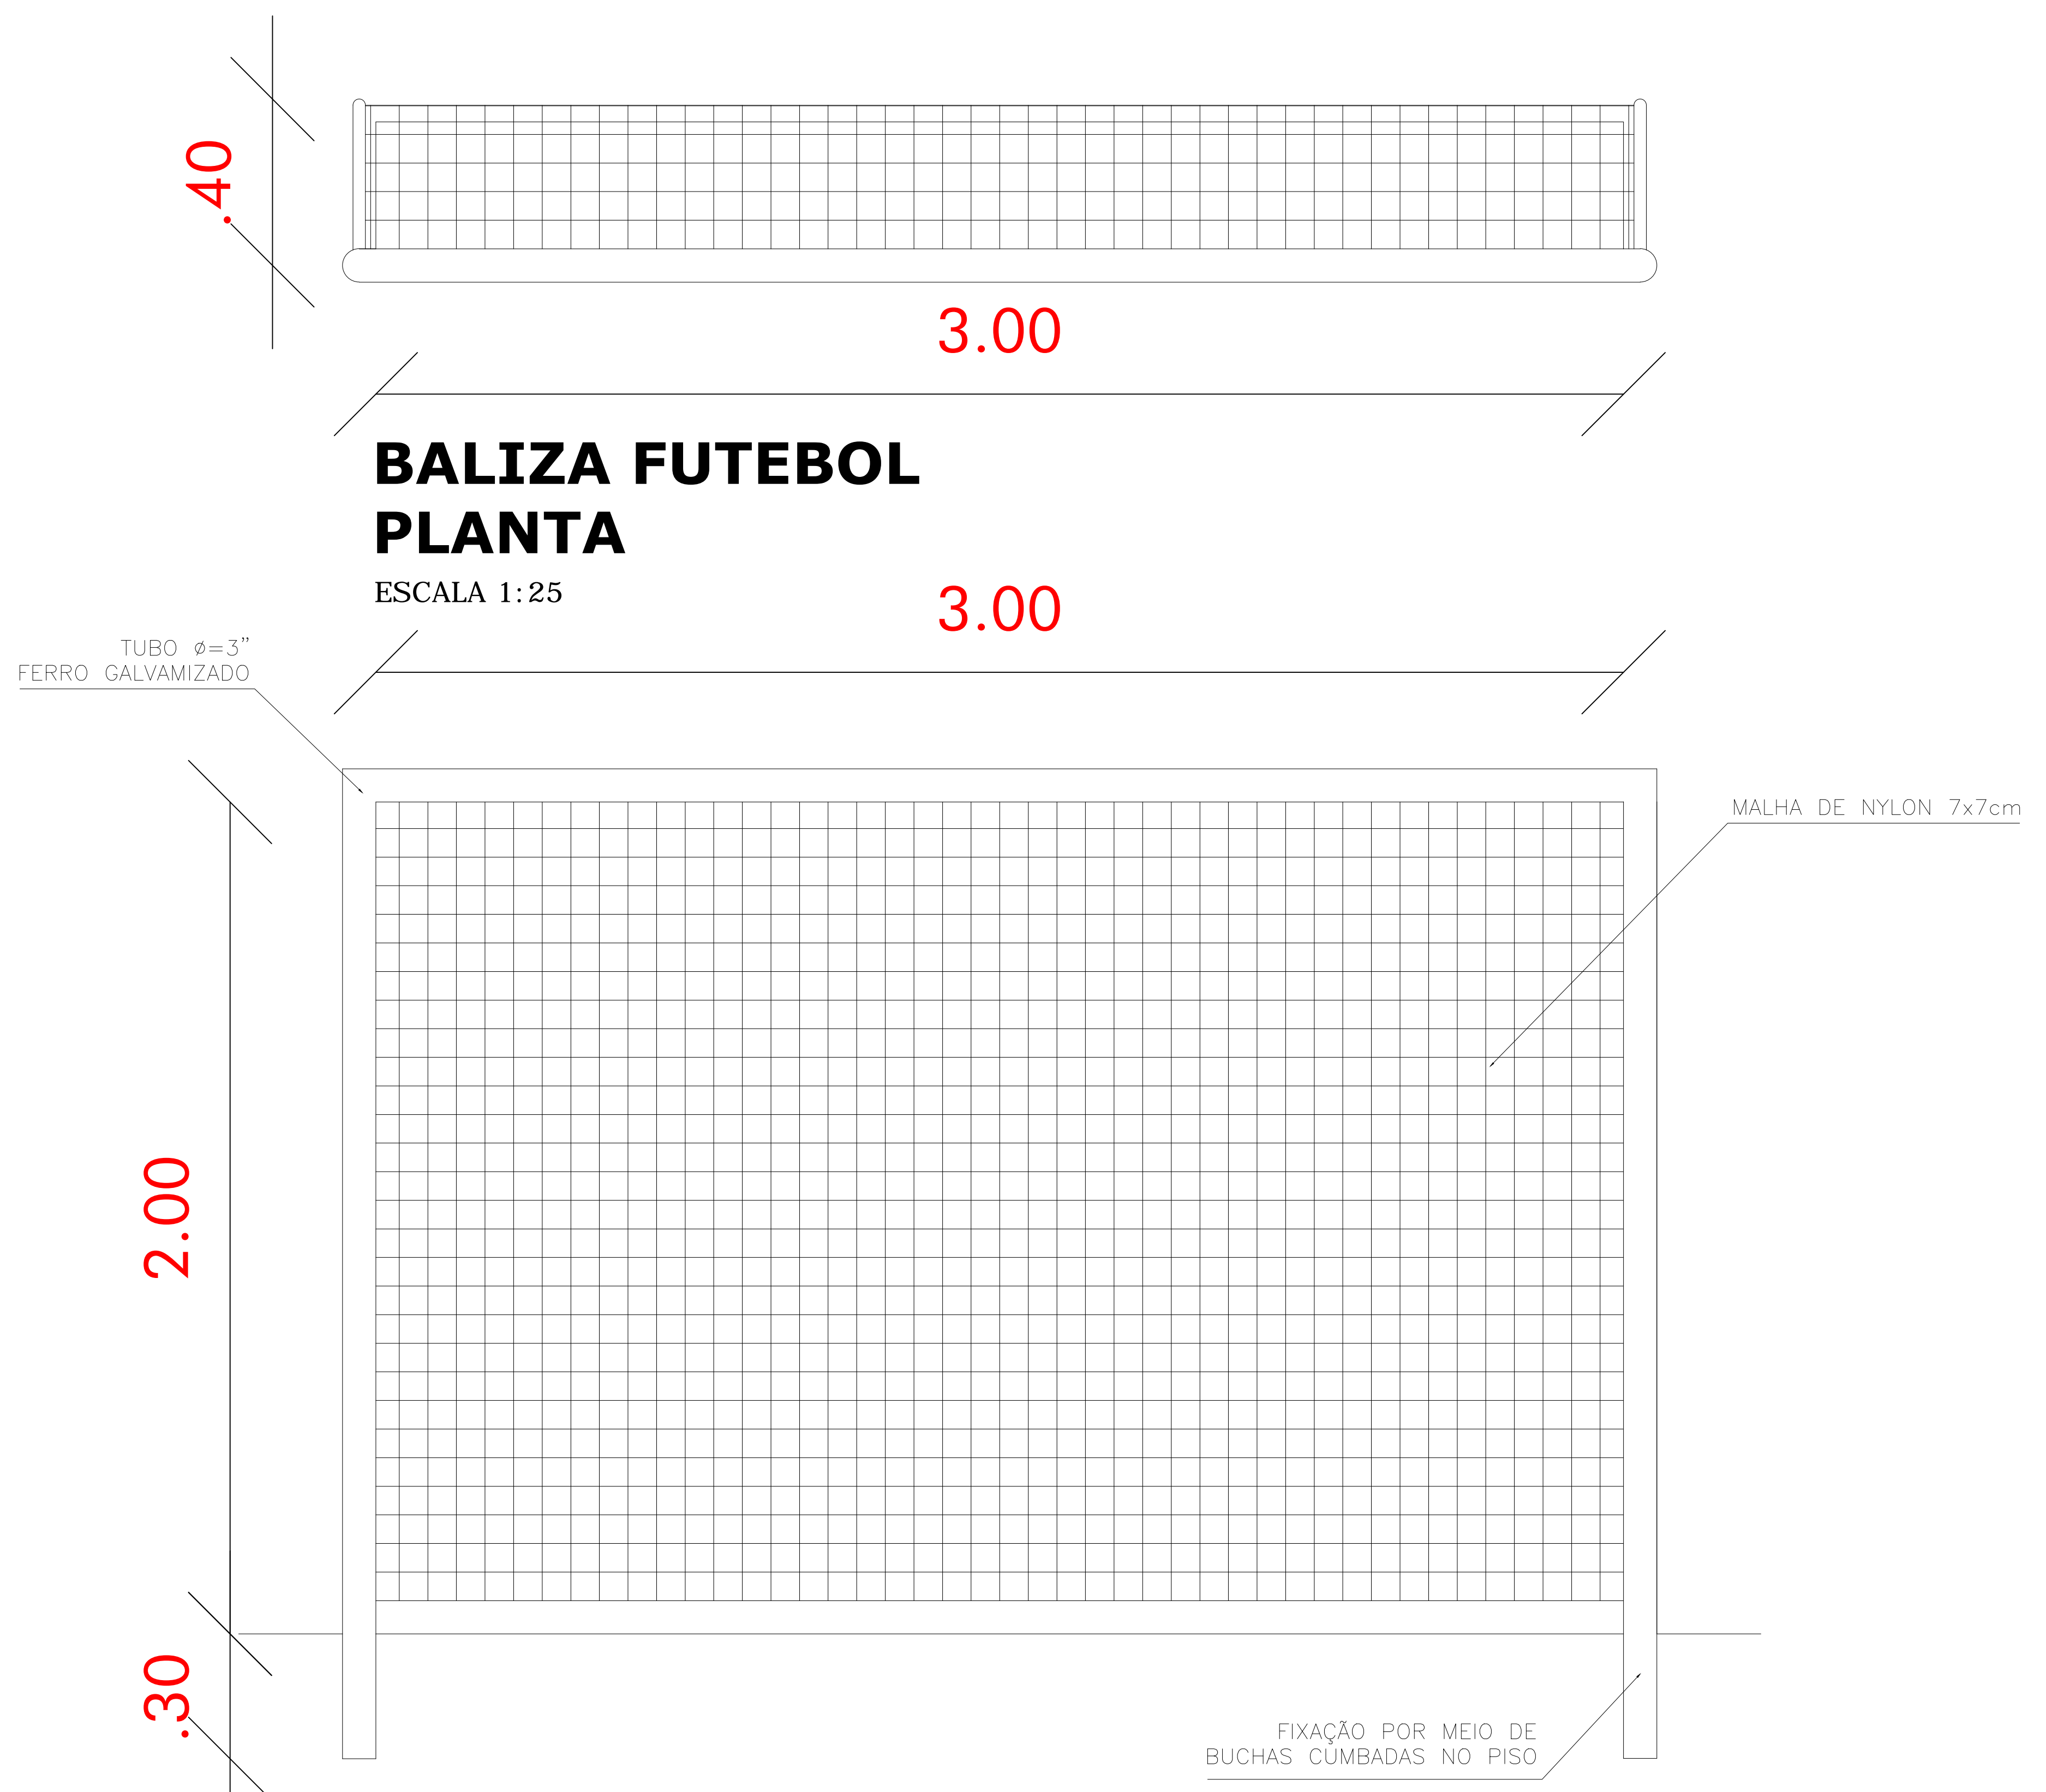 .40
3.00
BALIZA FUTEBOL
PLANTA
ESCALA 1:25
3.00
TUBO ø=3"
FERRO GALVAMIZADO
MALHA DE NYLON 7x7cm
2.00
.30
FIXAÇÃO POR MEIO DE
BUCHAS CUMBADAS NO PISO